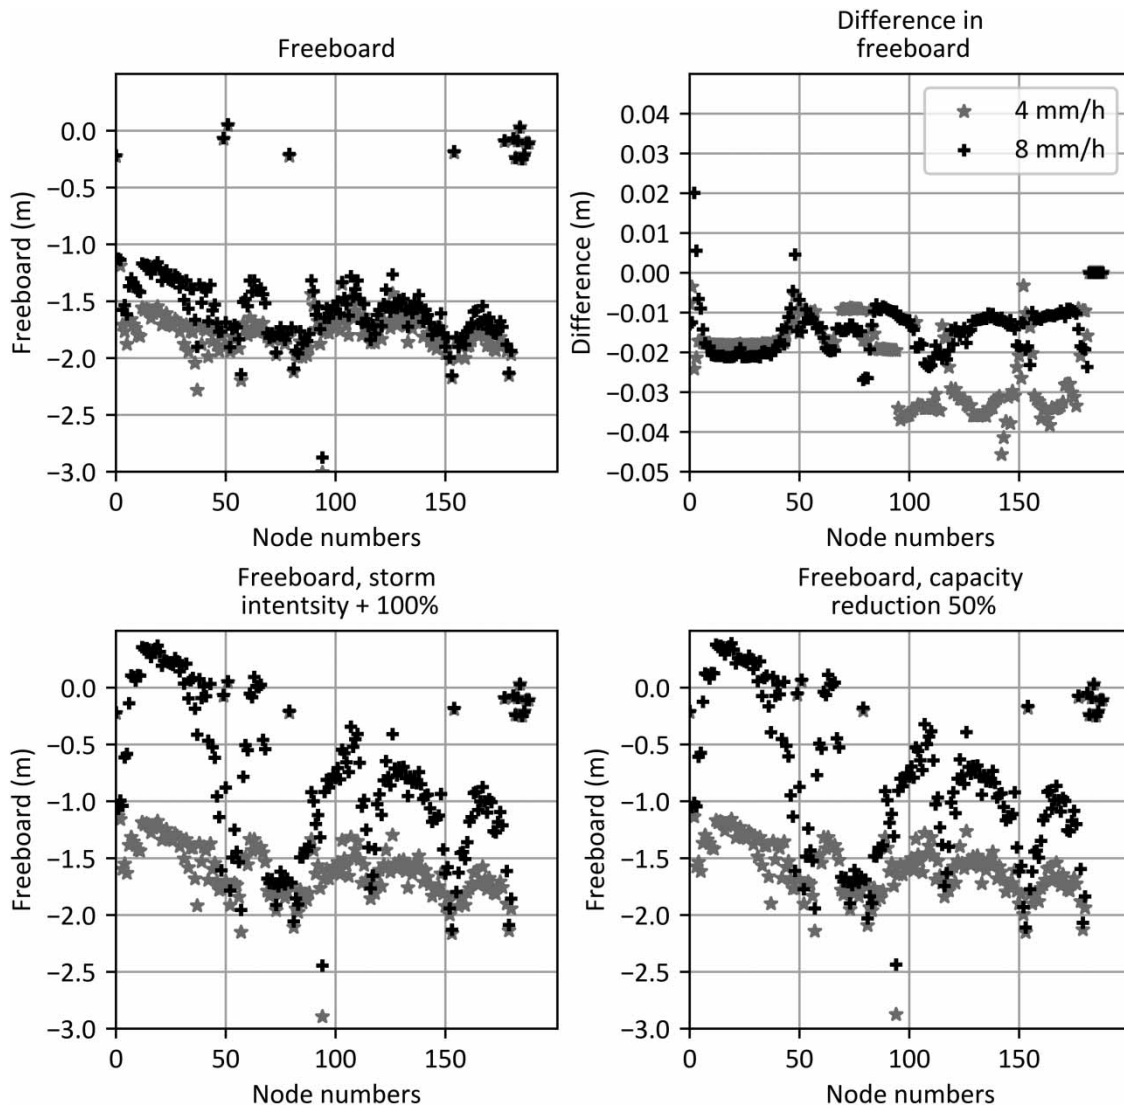 Freeboard
Freeboard (m)
0.0
−0.5
−1.0
−1.5
−2.0
−2.5
−3.0
0 50 100 150
Node numbers
Difference in
freeboard
Difference (m)
0.04
0.03
0.02
0.01
0.00
−0.01
−0.02
−0.03
−0.04
−0.05
4 mm/h
8 mm/h
0 50 100 150
Node numbers
Freeboard, storm
intentsity + 100%
Freeboard (m)
0.0
−0.5
−1.0
−1.5
−2.0
−2.5
−3.0
0 50 100 150
Node numbers
Freeboard, capacity
reduction 50%
Freeboard (m)
0.0
−0.5
−1.0
−1.5
−2.0
−2.5
−3.0
0 50 100 150
Node numbers